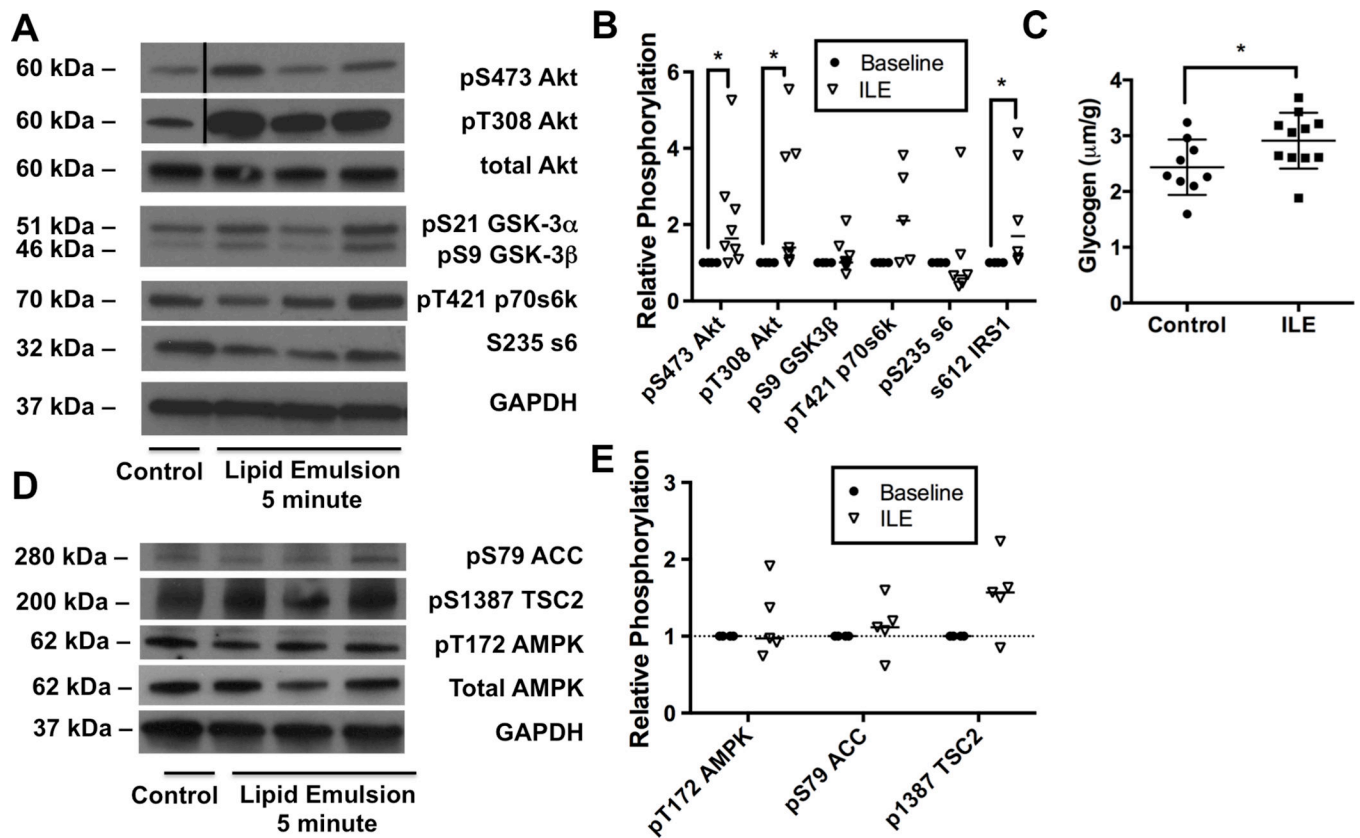 A
60 kDa –
pS473 Akt
60 kDa –
pT308 Akt
60 kDa –
total Akt
51 kDa –
pS21 GSK-3α
46 kDa –
pS9 GSK-3β
70 kDa –
pT421 p70s6k
32 kDa –
S235 s6
37 kDa –
GAPDH
Control
Lipid Emulsion
5 minute
B
Relative Phosphorylation
6
4
2
0
Baseline
ILE
*
*
*
pS473 Akt
pT308 Akt
pS9 GSK3β
pT421 p70s6k
pS235 s6
s612 IRS1
C
*
Glycogen (μm/g)
4
3
2
1
0
Control
ILE
D
280 kDa –
pS79 ACC
200 kDa –
pS1387 TSC2
62 kDa –
pT172 AMPK
62 kDa –
Total AMPK
37 kDa –
GAPDH
Control
Lipid Emulsion
5 minute
E
Relative Phosphorylation
3
2
1
0
Baseline
ILE
pT172 AMPK
pS79 ACC
p1387 TSC2